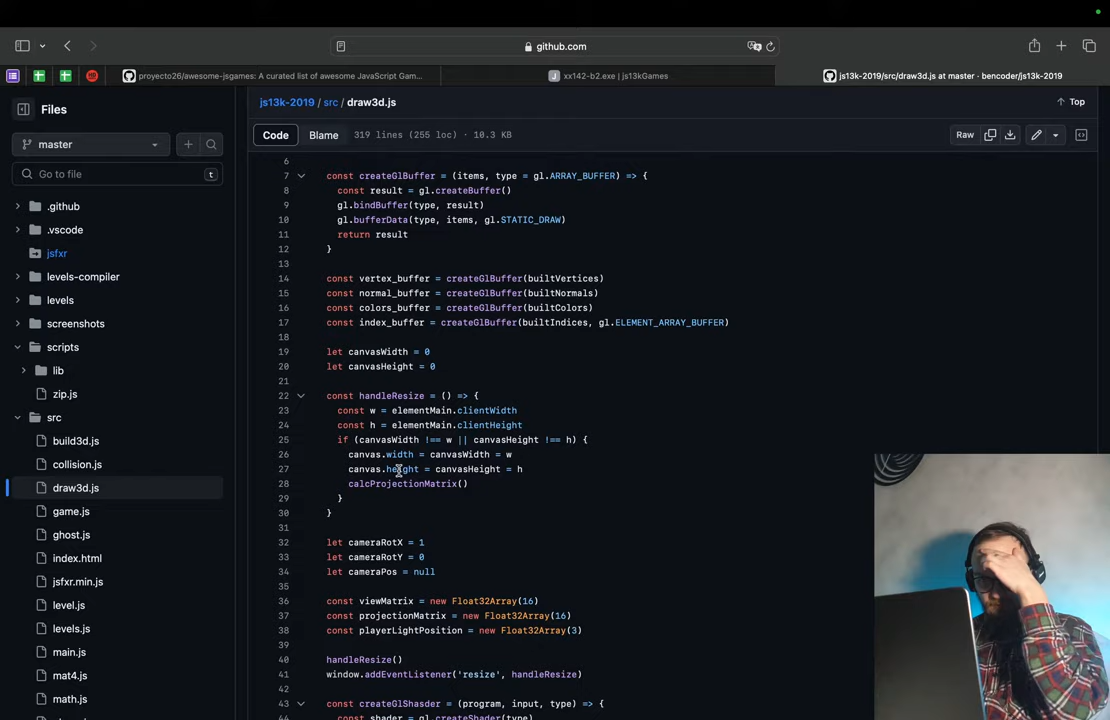 github.com
proyecto26/awesome-jsgames: A curated list of awesome JavaScript Gam...
J xx142-b2.exe | js13kGames
js13k-2019/src/draw3d.js at master · bencoder/js13k-2019
Files
master
Go to file
t
.github
.vscode
jsfxr
levels-compiler
levels
screenshots
scripts
lib
zip.js
src
build3d.js
collision.js
draw3d.js
game.js
ghost.js
index.html
jsfxr.min.js
level.js
levels.js
main.js
mat4.js
math.js
js13k-2019 / src / draw3d.js
Top
Code
Blame
319 lines (255 loc) · 10.3 KB
Raw
6
7 const createGlBuffer = (items, type = gl.ARRAY_BUFFER) => {
8 const result = gl.createBuffer()
9 gl.bindBuffer(type, result)
10 gl.bufferData(type, items, gl.STATIC_DRAW)
11 return result
12 }
13
14 const vertex_buffer = createGlBuffer(builtVertices)
15 const normal_buffer = createGlBuffer(builtNormals)
16 const colors_buffer = createGlBuffer(builtColors)
17 const index_buffer = createGlBuffer(builtIndices, gl.ELEMENT_ARRAY_BUFFER)
18
19 let canvasWidth = 0
20 let canvasHeight = 0
21
22 const handleResize = () => {
23 const w = elementMain.clientWidth
24 const h = elementMain.clientHeight
25 if (canvasWidth !== w || canvasHeight !== h) {
26 canvas.width = canvasWidth = w
27 canvas.height = canvasHeight = h
28 calcProjectionMatrix()
29 }
30 }
31
32 let cameraRotX = 1
33 let cameraRotY = 0
34 let cameraPos = null
35
36 const viewMatrix = new Float32Array(16)
37 const projectionMatrix = new Float32Array(16)
38 const playerLightPosition = new Float32Array(3)
39
40 handleResize()
41 window.addEventListener('resize', handleResize)
42
43 const createGlShasder = (program, input, type) => {
44 const shader = gl.createShader(type)